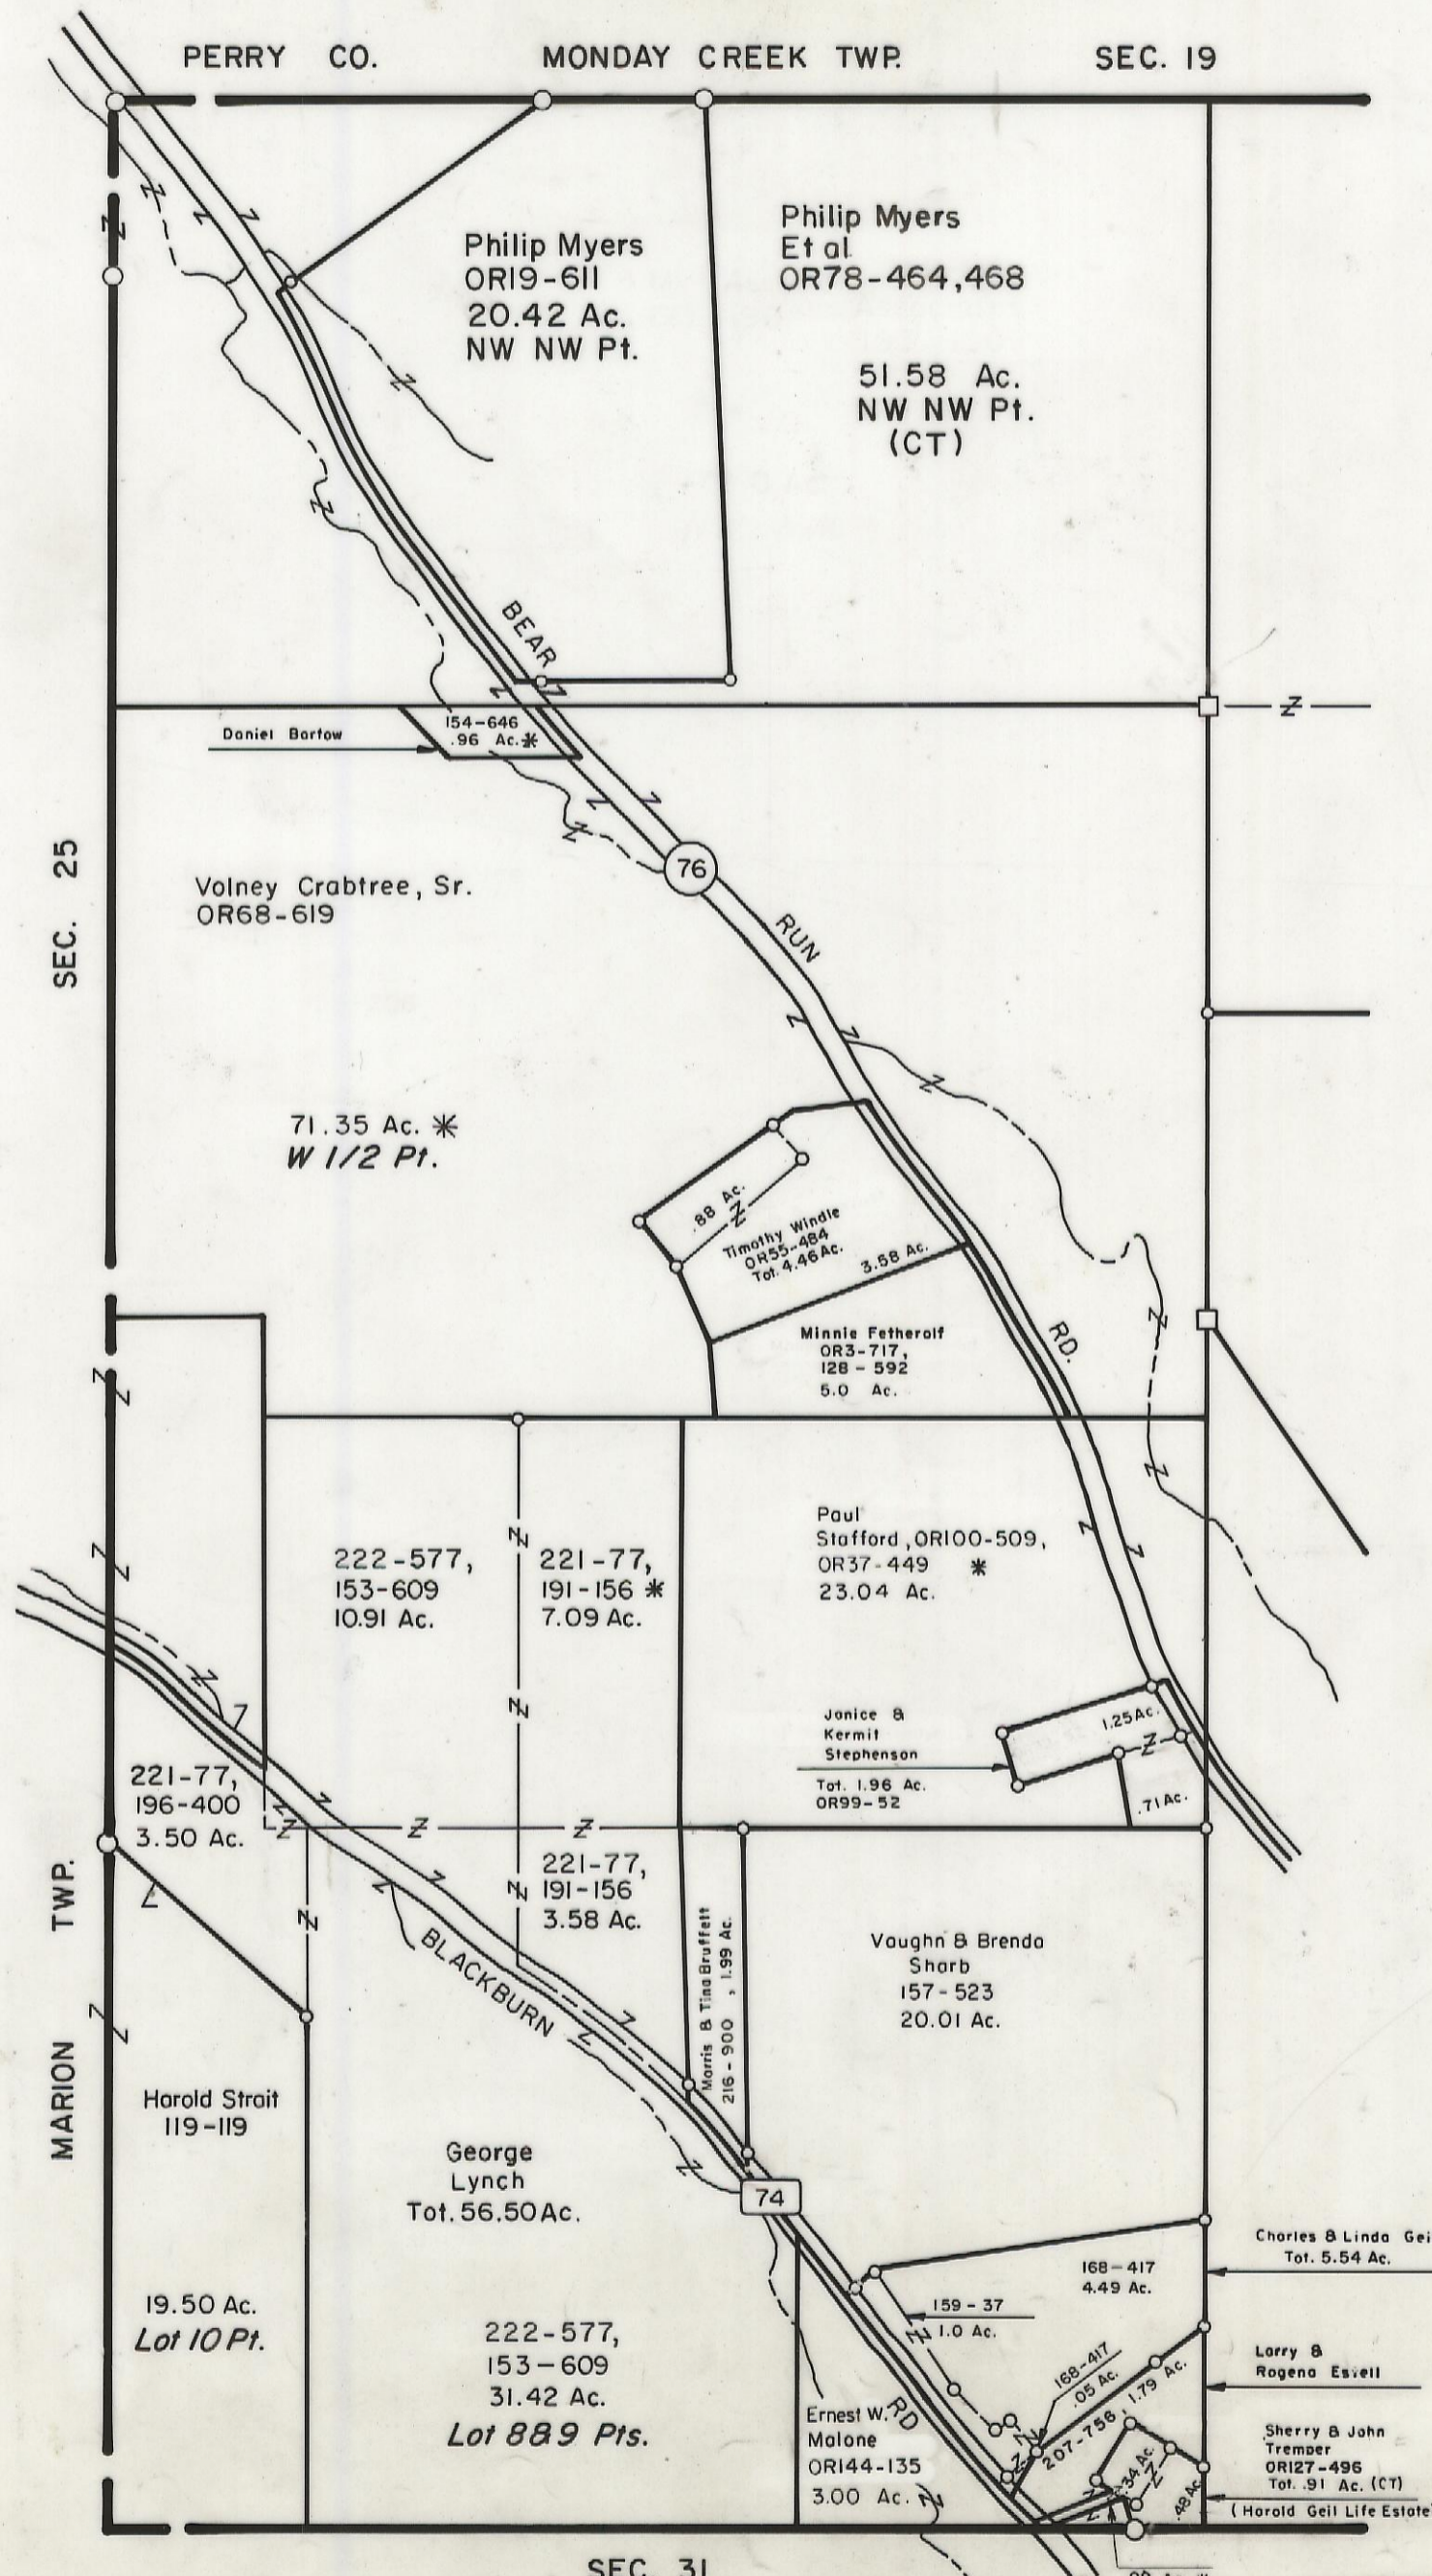 PERRY CO. MONDAY CREEK TWP. SEC. 19
Philip Myers
OR19-611
20.42 Ac.
NW NW Pt.
Philip Myers
Et al
OR78-464,468
51.58 Ac.
NW NW Pt.
(CT)
BEAR
Daniel Bartow
154-646
.96 Ac.*
76
RUN
SEC. 25
Volney Crabtree, Sr.
OR68-619
71.35 Ac. *
W 1/2 Pt.
.88 Ac.
Timothy Windle
OR55-484
Tot. 4.46 Ac.
3.58 Ac.
RD.
Minnie Fetherolf
OR3-717,
128-592
5.0 Ac.
222-577,
153-609
10.91 Ac.
221-77,
191-156 *
7.09 Ac.
Paul
Stafford, OR100-509,
OR37-449 *
23.04 Ac.
Janice &
Kermit
Stephenson
Tot. 1.96 Ac.
OR99-52
1.25 Ac.
.71 Ac.
221-77,
196-400
3.50 Ac.
221-77,
191-156
3.58 Ac.
BLACKBURN
Morris & Tina Bruffett
216-900, 1.99 Ac.
Vaughn & Brenda
Sharb
157-523
20.01 Ac.
MARION TWP.
Harold Strait
119-119
19.50 Ac.
Lot 10 Pt.
George
Lynch
Tot. 56.50 Ac.
74
222-577,
153-609
31.42 Ac.
Lot 8&9 Pts.
168-417
4.49 Ac.
159-37
1.0 Ac.
Charles & Linda Gei
Tot. 5.54 Ac.
168-417
.05 Ac.
207-756, 1.79 Ac.
Larry &
Rogena
RD
Ernest W.
Malone
OR144-135
3.00 Ac.
.34 Ac.
.48 Ac.
Sherry & John
Tremper
OR127-496
Tot. .91 Ac. (CT)
(Harold Geil Life Estate
SEC. 31